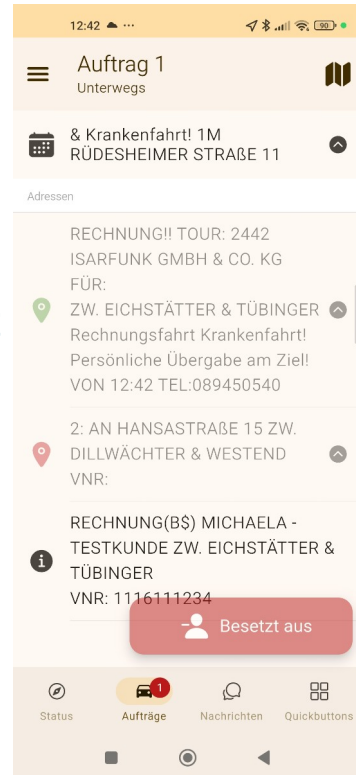 12:42
90
Auftrag 1
Unterwegs
& Krankenfahrt! 1M
RÜDESHEIMER STRAßE 11
Adressen
RECHNUNG!! TOUR: 2442
ISARFUNK GMBH & CO. KG
FÜR:
ZW. EICHSTÄTTER & TÜBINGER
Rechnungsfahrt Krankenfahrt!
Persönliche Übergabe am Ziel!
VON 12:42 TEL:089450540
2: AN HANSASTRAßE 15 ZW.
DILLWÄCHTER & WESTEND
VNR:
RECHNUNG(B$) MICHAELA -
TESTKUNDE ZW. EICHSTÄTTER &
TÜBINGER
VNR: 1116111234
Besetzt aus
1
Status
Aufträge
Nachrichten
Quickbuttons